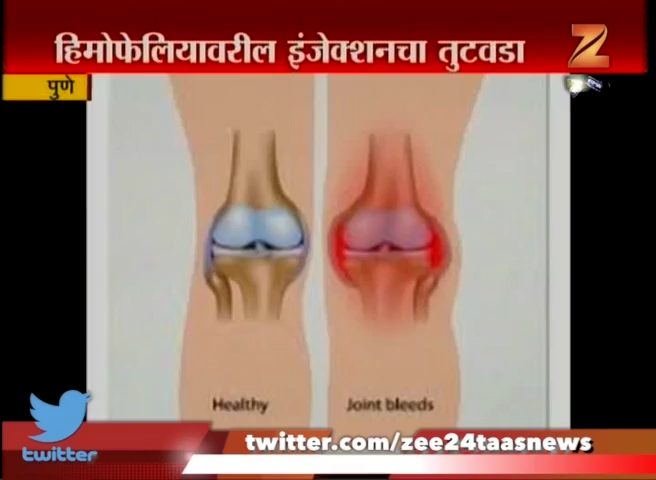 हिमोफेलियावरील इंजेक्शनचा तुटवडा
Z
पुणे
Healthy
Joint bleeds
twitter
twitter.com/zee24taasnews